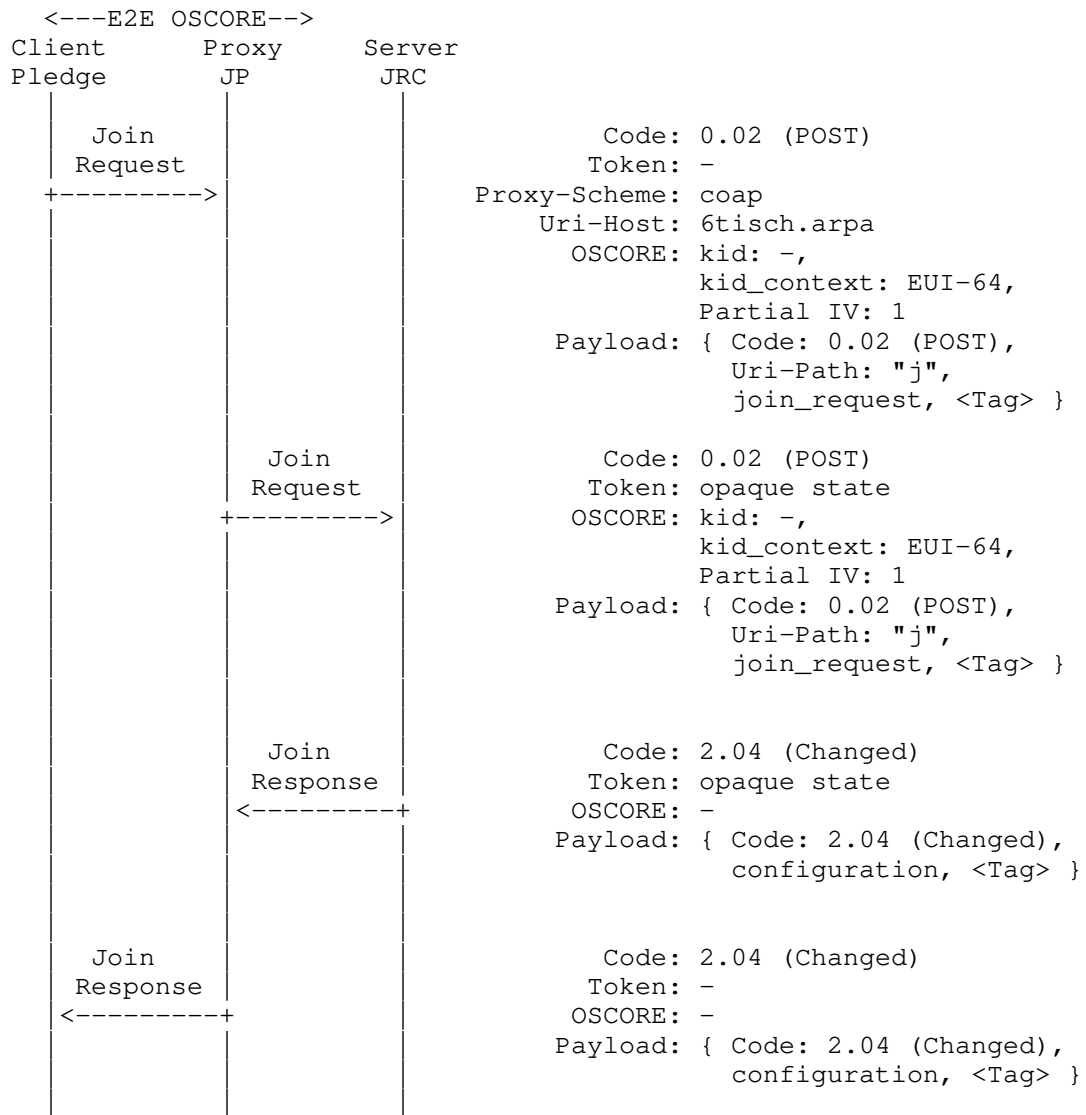 <---E2E OSCORE-->
Client Proxy Server
Pledge JP JRC
Join Code: 0.02 (POST)
Request Token: -
+---------> Proxy-Scheme: coap
Uri-Host: 6tisch.arpa
OSCORE: kid: -,
kid_context: EUI-64,
Partial IV: 1
Payload: { Code: 0.02 (POST),
Uri-Path: "j",
join_request, <Tag> }
Join Code: 0.02 (POST)
Request Token: opaque state
+---------> OSCORE: kid: -,
kid_context: EUI-64,
Partial IV: 1
Payload: { Code: 0.02 (POST),
Uri-Path: "j",
join_request, <Tag> }
Join Code: 2.04 (Changed)
Response Token: opaque state
<---------+ OSCORE: -
Payload: { Code: 2.04 (Changed),
configuration, <Tag> }
Join Code: 2.04 (Changed)
Response Token: -
<---------+ OSCORE: -
Payload: { Code: 2.04 (Changed),
configuration, <Tag> }